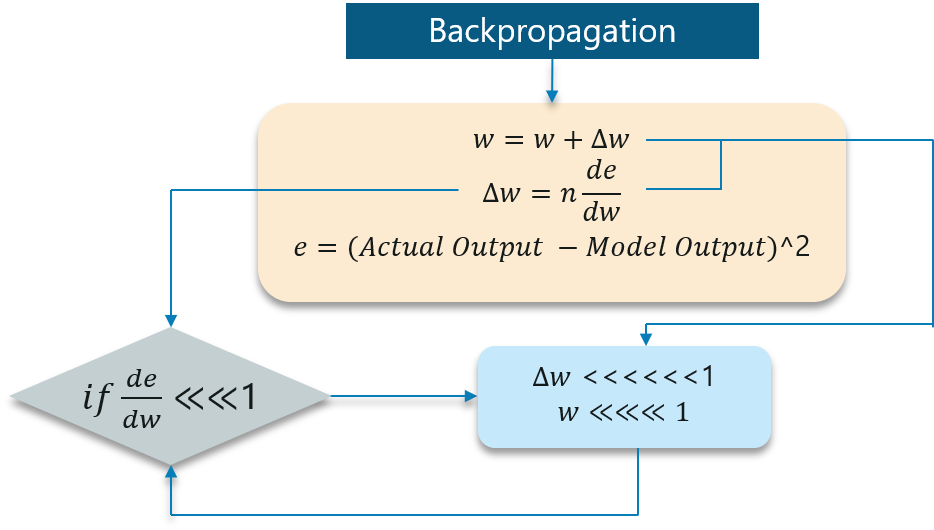 Backpropagation
w = w + Δw
Δw = n de/dw
e = (Actual Output − Model Output)^2
if de/dw ⋘1
Δw <<<<<<1
w ⋘≪ 1